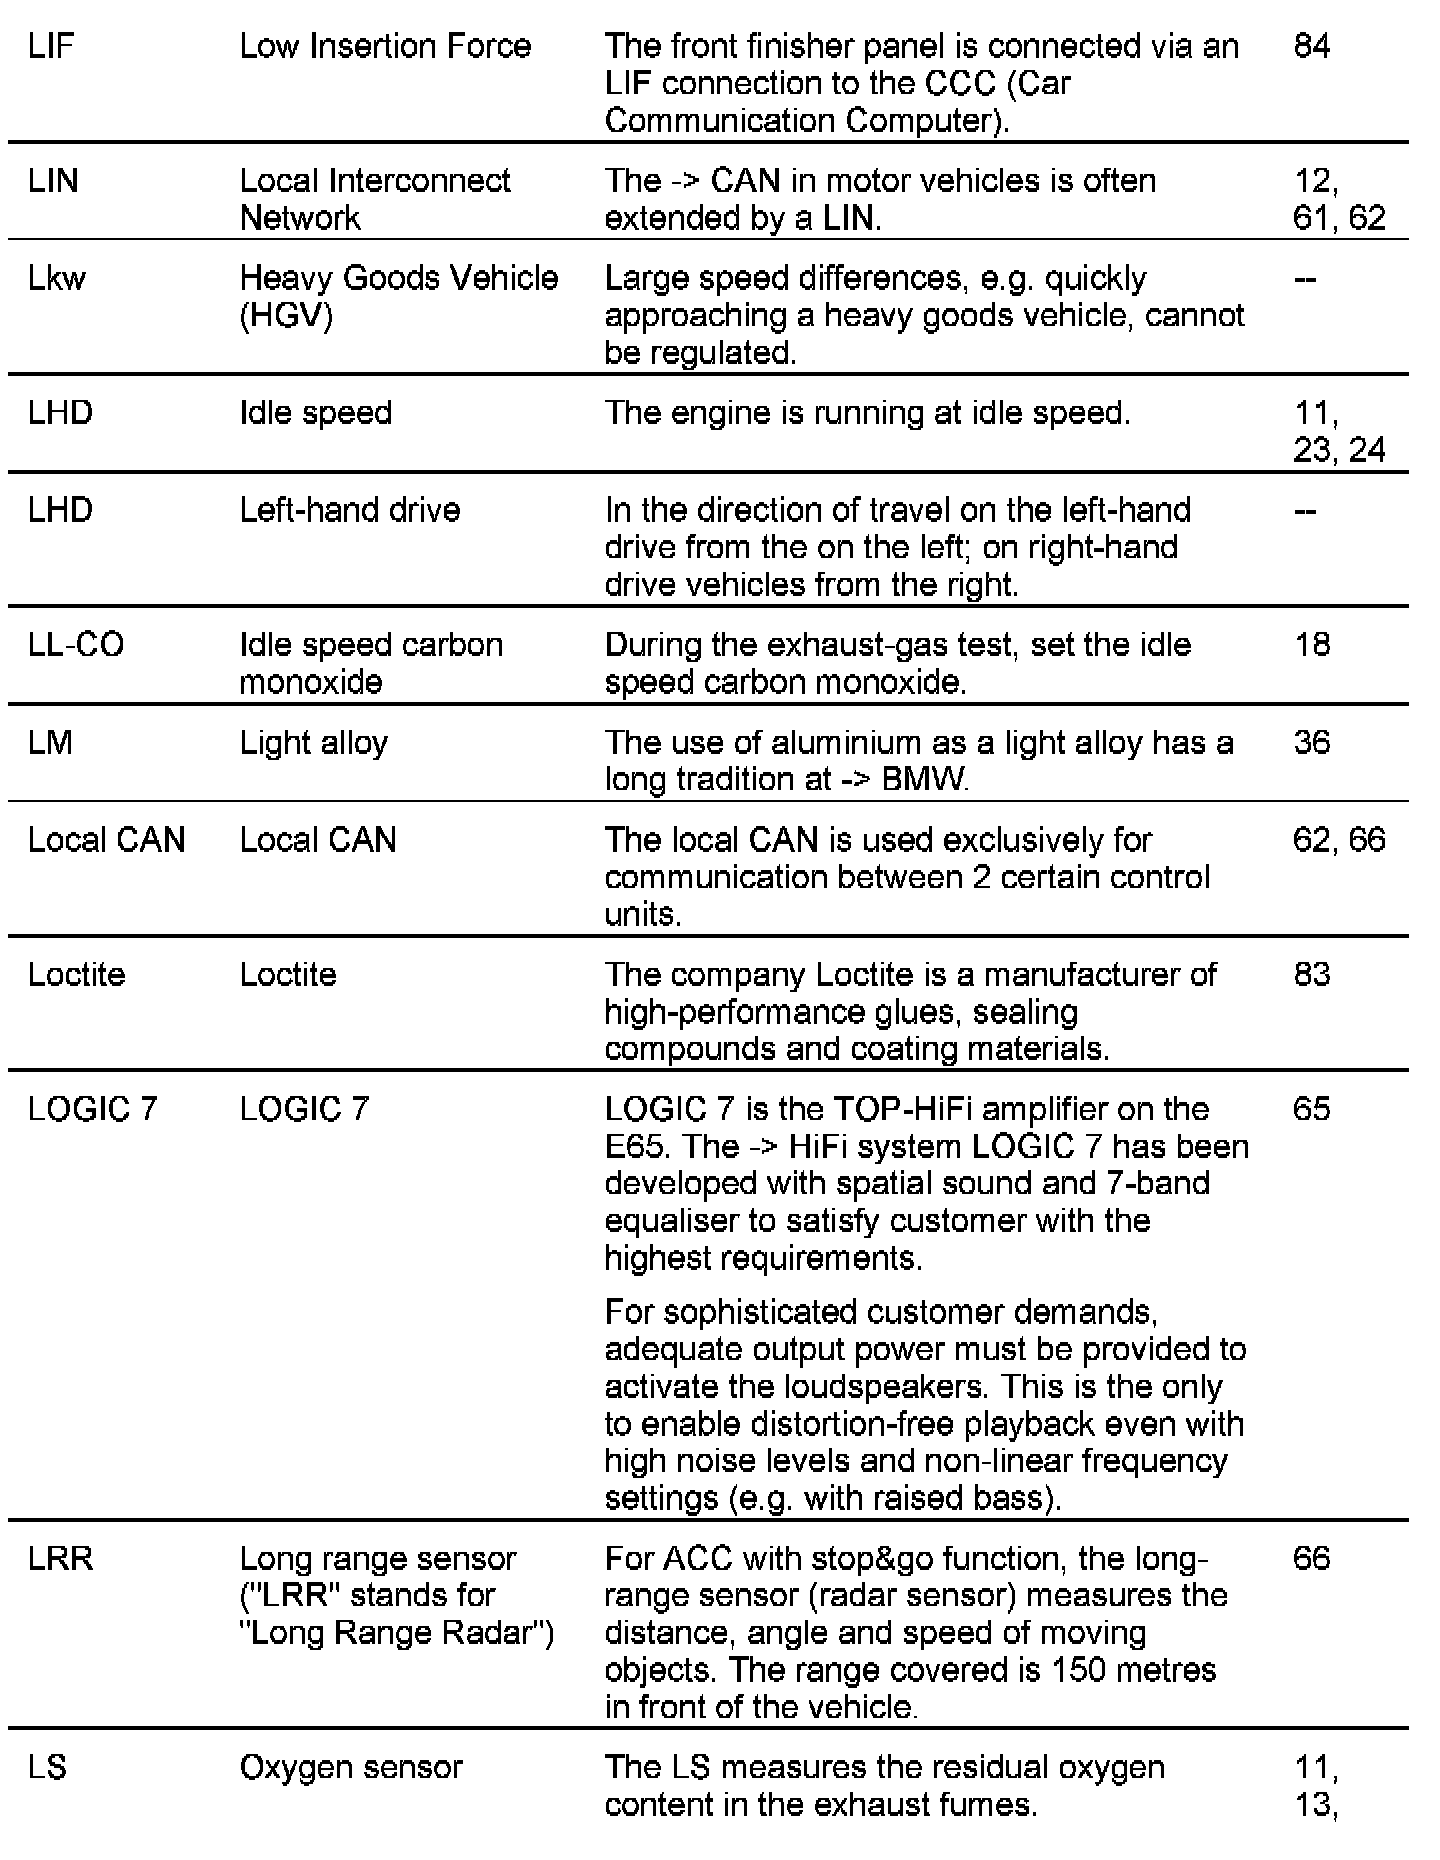 LIF Low Insertion Force The front finisher panel is connected via an 84
LIF connection to the CCC (Car
Communication Computer).
LIN Local Interconnect The -> CAN in motor vehicles is often 12,
Network extended by a LIN. 61, 62
Lkw Heavy Goods Vehicle Large speed differences, e.g. quickly --
(HGV) approaching a heavy goods vehicle, cannot
be regulated.
LHD Idle speed The engine is running at idle speed. 11,
23, 24
LHD Left-hand drive In the direction of travel on the left-hand --
drive from the on the left; on right-hand
drive vehicles from the right.
LL-CO Idle speed carbon During the exhaust-gas test, set the idle 18
monoxide speed carbon monoxide.
LM Light alloy The use of aluminium as a light alloy has a 36
long tradition at -> BMW.
Local CAN Local CAN The local CAN is used exclusively for 62, 66
communication between 2 certain control
units.
Loctite Loctite The company Loctite is a manufacturer of 83
high-performance glues, sealing
compounds and coating materials.
LOGIC 7 LOGIC 7 LOGIC 7 is the TOP-HiFi amplifier on the 65
E65. The -> HiFi system LOGIC 7 has been
developed with spatial sound and 7-band
equaliser to satisfy customer with the
highest requirements.
For sophisticated customer demands,
adequate output power must be provided to
activate the loudspeakers. This is the only
to enable distortion-free playback even with
high noise levels and non-linear frequency
settings (e.g. with raised bass).
LRR Long range sensor For ACC with stop&go function, the long- 66
("LRR" stands for range sensor (radar sensor) measures the
"Long Range Radar") distance, angle and speed of moving
objects. The range covered is 150 metres
in front of the vehicle.
LS Oxygen sensor The LS measures the residual oxygen 11,
content in the exhaust fumes. 13,